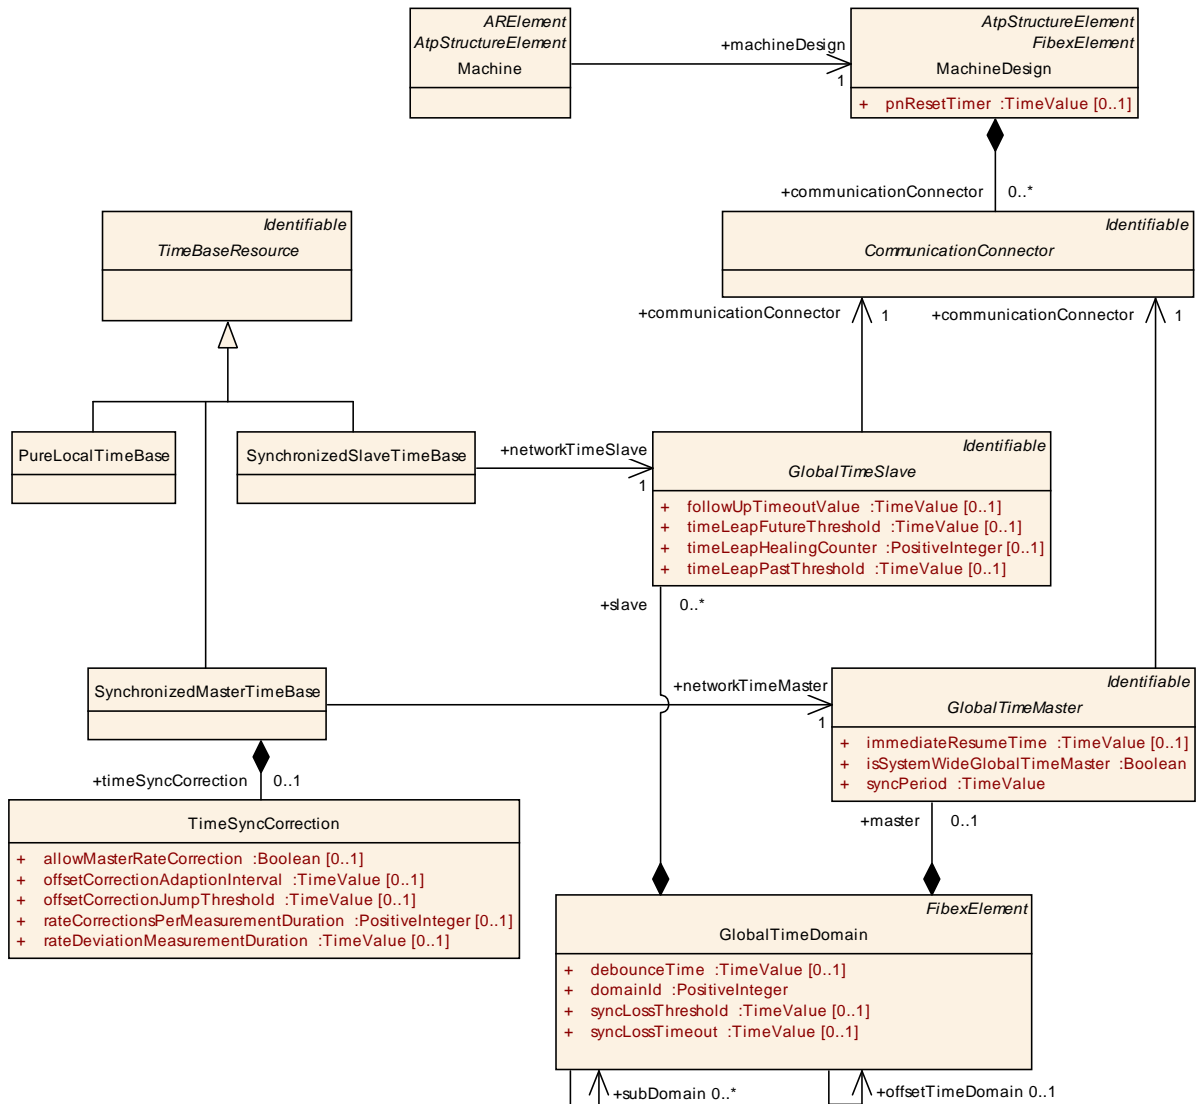 ARElement
AtpStructureElement
Machine
+machineDesign
1
AtpStructureElement
FibexElement
MachineDesign
+ pnResetTimer :TimeValue [0..1]
+communicationConnector 0..*
Identifiable
TimeBaseResource
Identifiable
CommunicationConnector
+communicationConnector 1
+communicationConnector 1
PureLocalTimeBase
SynchronizedSlaveTimeBase
+networkTimeSlave
1
Identifiable
GlobalTimeSlave
+ followUpTimeoutValue :TimeValue [0..1]
+ timeLeapFutureThreshold :TimeValue [0..1]
+ timeLeapHealingCounter :PositiveInteger [0..1]
+ timeLeapPastThreshold :TimeValue [0..1]
+slave 0..*
SynchronizedMasterTimeBase
+networkTimeMaster
1
Identifiable
GlobalTimeMaster
+ immediateResumeTime :TimeValue [0..1]
+ isSystemWideGlobalTimeMaster :Boolean
+ syncPeriod :TimeValue
+timeSyncCorrection 0..1
+master 0..1
TimeSyncCorrection
+ allowMasterRateCorrection :Boolean [0..1]
+ offsetCorrectionAdaptionInterval :TimeValue [0..1]
+ offsetCorrectionJumpThreshold :TimeValue [0..1]
+ rateCorrectionsPerMeasurementDuration :PositiveInteger [0..1]
+ rateDeviationMeasurementDuration :TimeValue [0..1]
FibexElement
GlobalTimeDomain
+ debounceTime :TimeValue [0..1]
+ domainId :PositiveInteger
+ syncLossThreshold :TimeValue [0..1]
+ syncLossTimeout :TimeValue [0..1]
+subDomain 0..*
+offsetTimeDomain 0..1